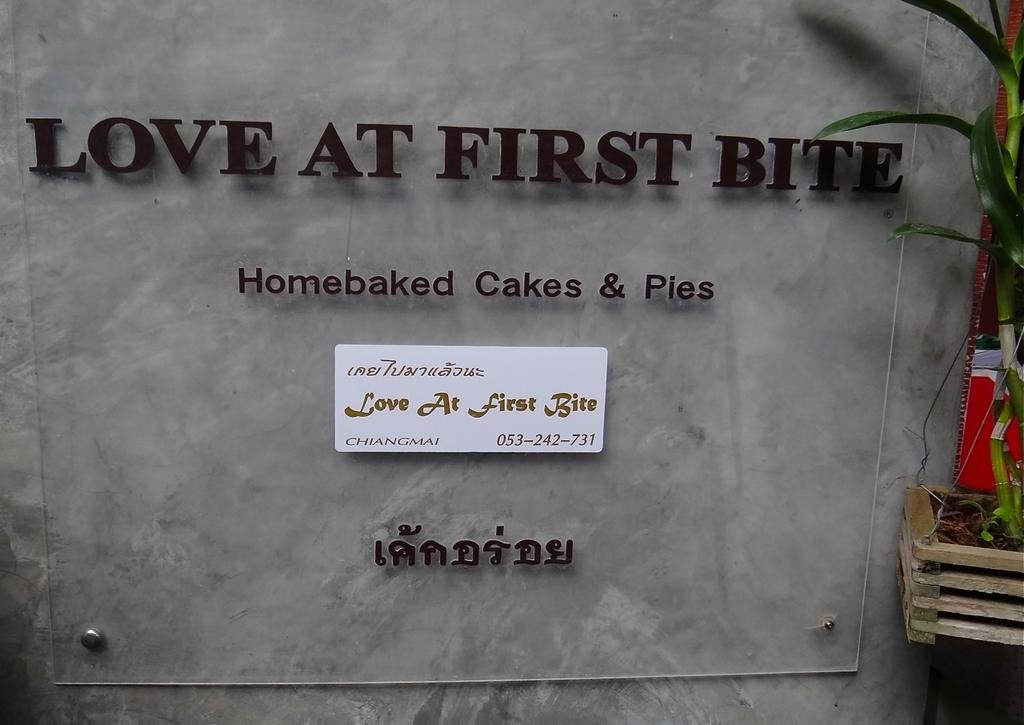 LOVE AT FIRST BITE
®
Homebaked Cakes & Pies
เคยไปมาแล้วนะ
Love At First Bite
CHIANGMAI 053-242-731
เค้กอร่อย